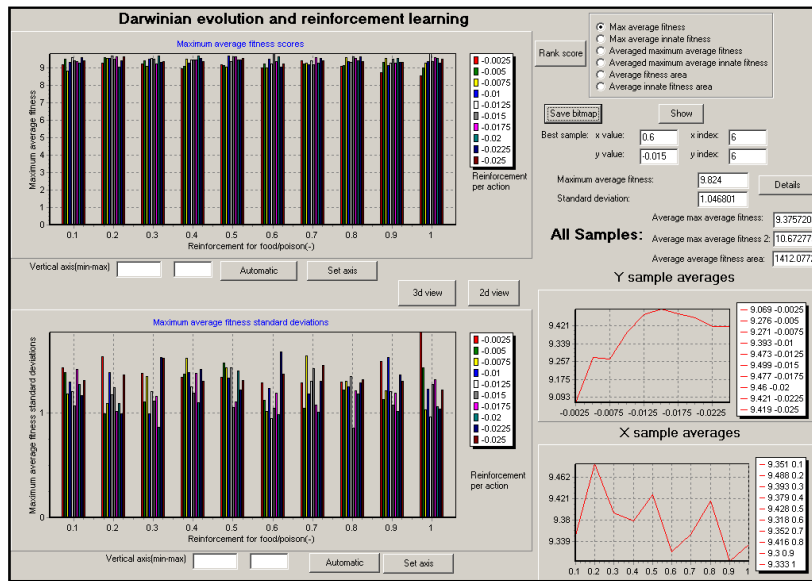 Darwinian evolution and reinforcement learning
Maximum average fitness scores
Maximum average fitness
9
8
7
6
5
4
3
2
1
0
0.1 0.2 0.3 0.4 0.5 0.6 0.7 0.8 0.9 1
Reinforcement for food/poison(-)
-0.0025
-0.005
-0.0075
-0.01
-0.0125
-0.015
-0.0175
-0.02
-0.0225
-0.025
Reinforcement
per action
Vertical axis(min-max)
Automatic
Set axis
3d view
2d view
Maximum average fitness standard deviations
Maximum average fitness standard deviations
1
0
0.1 0.2 0.3 0.4 0.5 0.6 0.7 0.8 0.9 1
Reinforcement for food/poison(-)
-0.0025
-0.005
-0.0075
-0.01
-0.0125
-0.015
-0.0175
-0.02
-0.0225
-0.025
Reinforcement
per action
Vertical axis(min-max)
Automatic
Set axis
Rank score
Max average fitness
Max average innate fitness
Averaged maximum average fitness
Averaged maximum average innate fitness
Average fitness area
Average innate fitness area
Save bitmap
Show
Best sample: x value: 0.6 x index: 6
y value: -0.015 y index: 6
Maximum average fitness: 9.824
Standard deviation: 1.046801
Details
All Samples:
Average max average fitness: 9.375720
Average max average fitness 2: 10.67277
Average average fitness area: 1412.0772
Y sample averages
9.421
9.339
9.257
9.175
9.093
-0.0025 -0.0075 -0.0125 -0.0175 -0.0225
9.069 -0.0025
9.276 -0.005
9.271 -0.0075
9.393 -0.01
9.473 -0.0125
9.499 -0.015
9.477 -0.0175
9.46 -0.02
9.421 -0.0225
9.419 -0.025
X sample averages
9.462
9.421
9.38
9.339
0.1 0.2 0.3 0.4 0.5 0.6 0.7 0.8 0.9 1
9.351 0.1
9.488 0.2
9.393 0.3
9.379 0.4
9.428 0.5
9.318 0.6
9.352 0.7
9.416 0.8
9.3 0.9
9.333 1